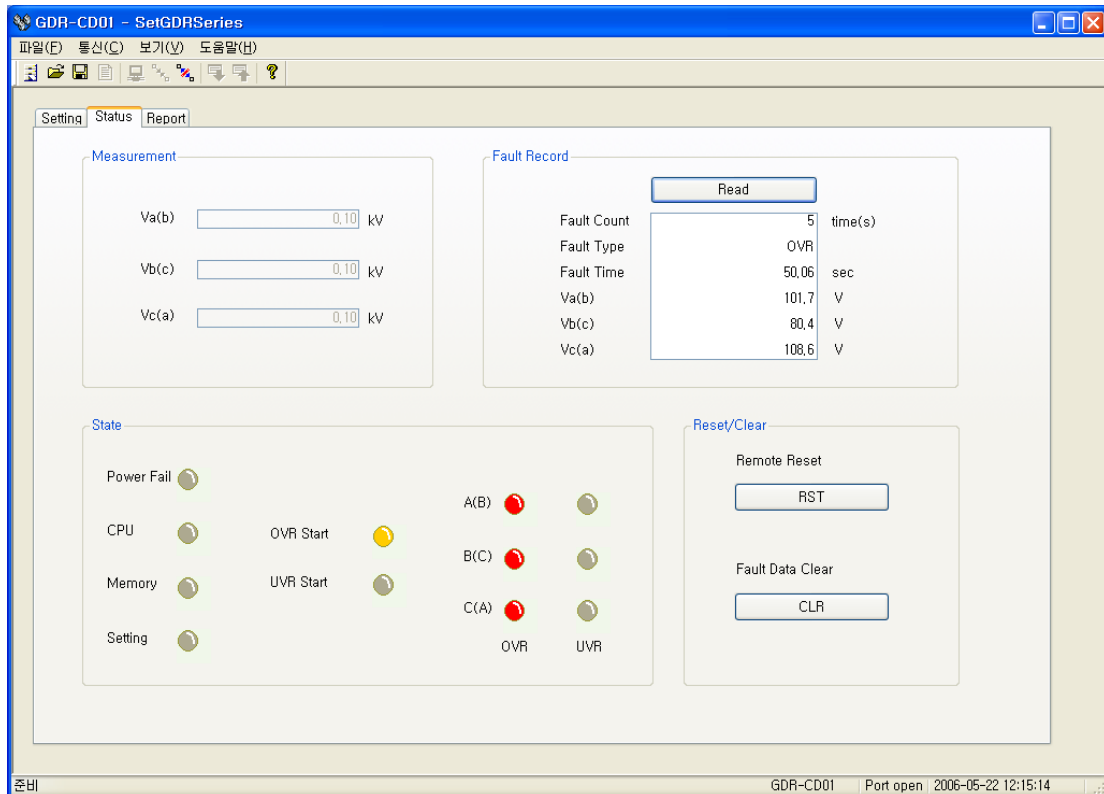 GDR-CD01 - SetGDRSeries
파일(F) 통신(C) 보기(V) 도움말(H)
Setting Status Report
Measurement
Va(b) 0,10 kV
Vb(c) 0,10 kV
Vc(a) 0,10 kV
Fault Record
Read
Fault Count 5 time(s)
Fault Type OVR
Fault Time 50,06 sec
Va(b) 101,7 V
Vb(c) 80,4 V
Vc(a) 108,6 V
State
Power Fail
CPU
Memory
Setting
OVR Start
UVR Start
A(B)
B(C)
C(A)
OVR UVR
Reset/Clear
Remote Reset
RST
Fault Data Clear
CLR
준비 GDR-CD01 Port open 2006-05-22 12:15:14